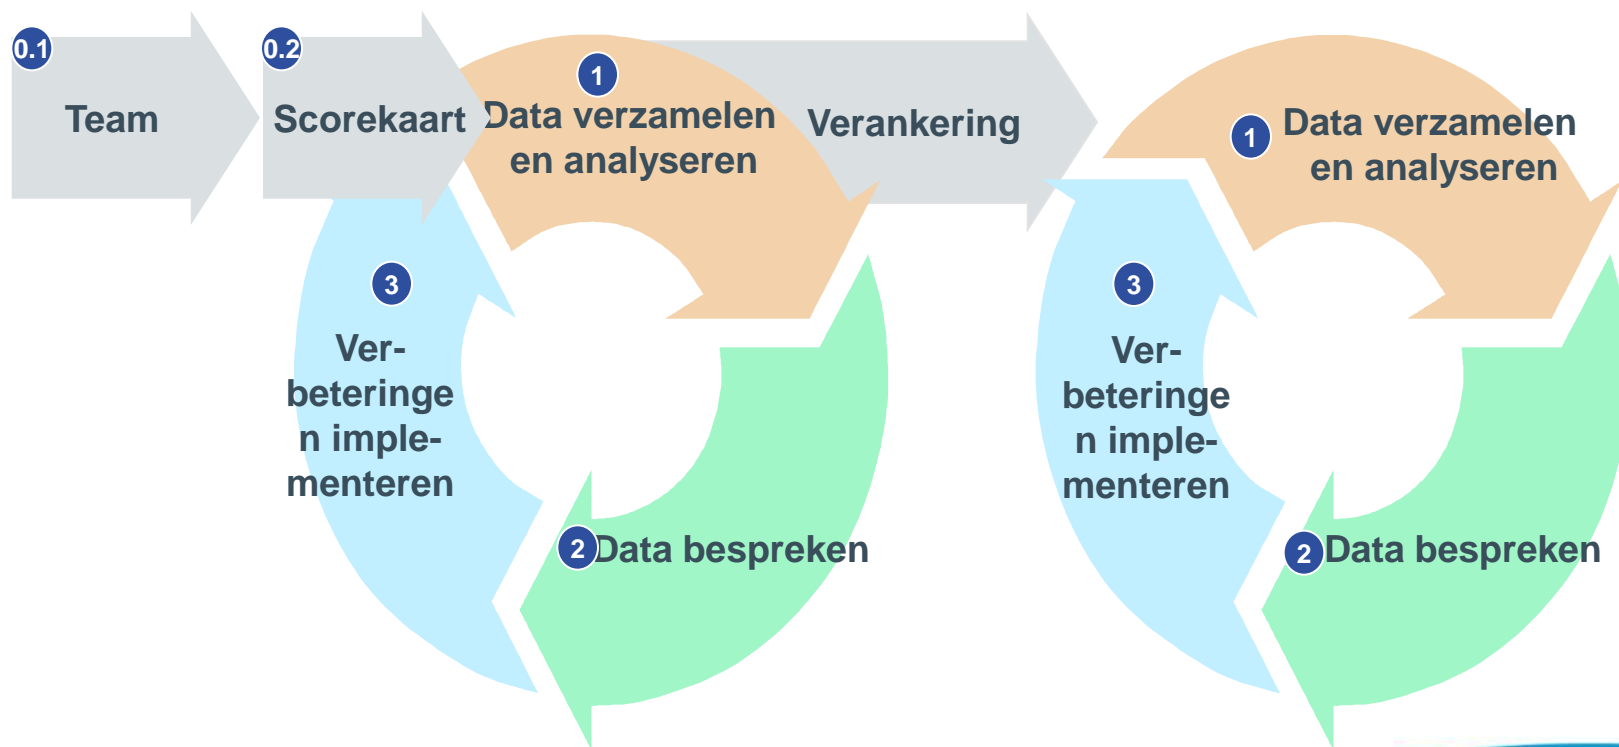 0.1
Team
0.2
Scorekaart
1
Data verzamelen
en analyseren
3
Ver-
beteringe
n imple-
menteren
2
Data bespreken
Verankering
1
Data verzamelen
en analyseren
3
Ver-
beteringe
n imple-
menteren
2
Data bespreken